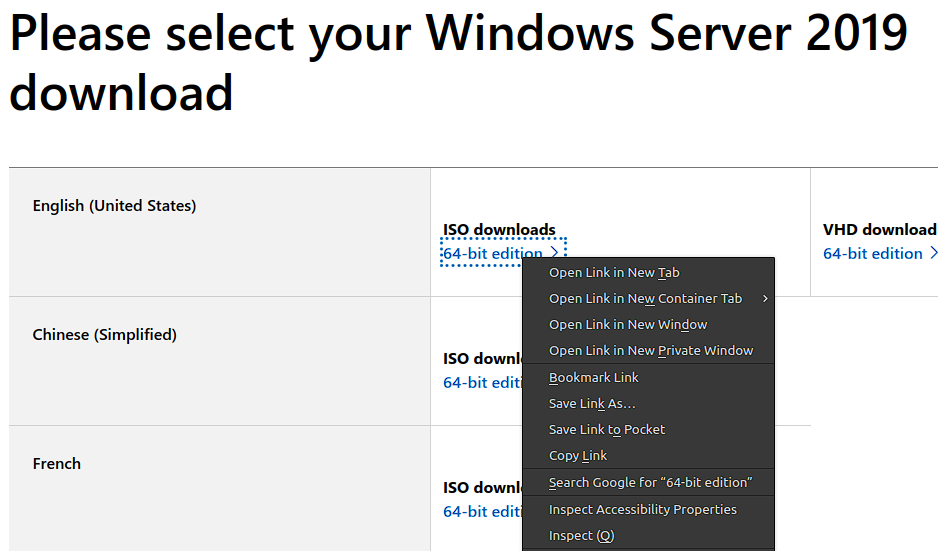 Please select your Windows Server 2019
download
English (United States)
ISO downloads
64-bit edition
VHD download
64-bit edition
Open Link in New Tab
Open Link in New Container Tab
Open Link in New Window
Open Link in New Private Window
Bookmark Link
Save Link As...
Save Link to Pocket
Copy Link
Search Google for “64-bit edition”
Inspect Accessibility Properties
Inspect (Q)
Chinese (Simplified)
ISO downl
64-bit editi
French
ISO downl
64-bit editi